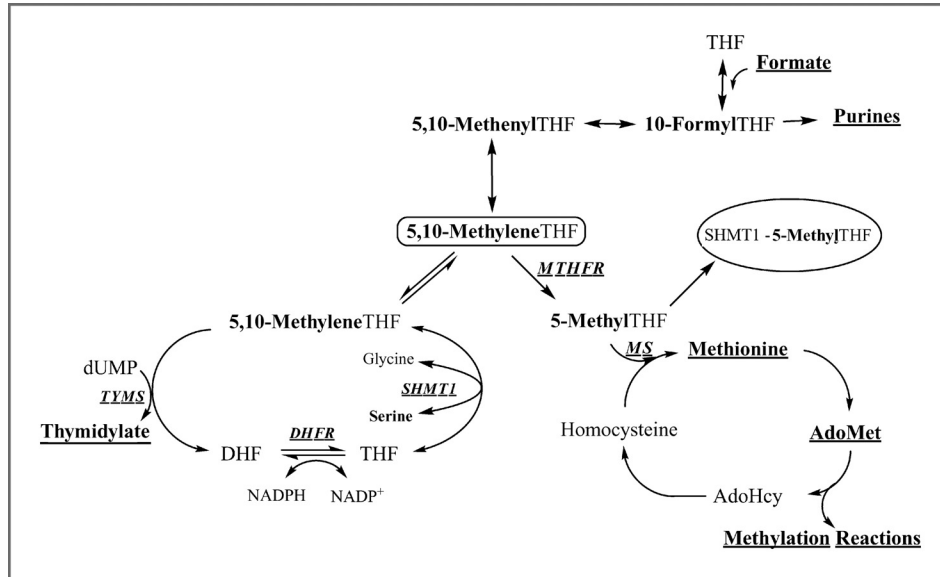 THF
Formate
5,10-MethenylTHF
10-FormylTHF
Purines
5,10-MethyleneTHF
SHMT1 -5-MethylTHF
MTHFR
5,10-MethyleneTHF
5-MethylTHF
MS
Methionine
Glycine
dUMP
TYMS
SHMT1
Serine
Thymidylate
DHFR
DHF
THF
Homocysteine
AdoMet
NADPH
NADP+
AdoHcy
Methylation Reactions